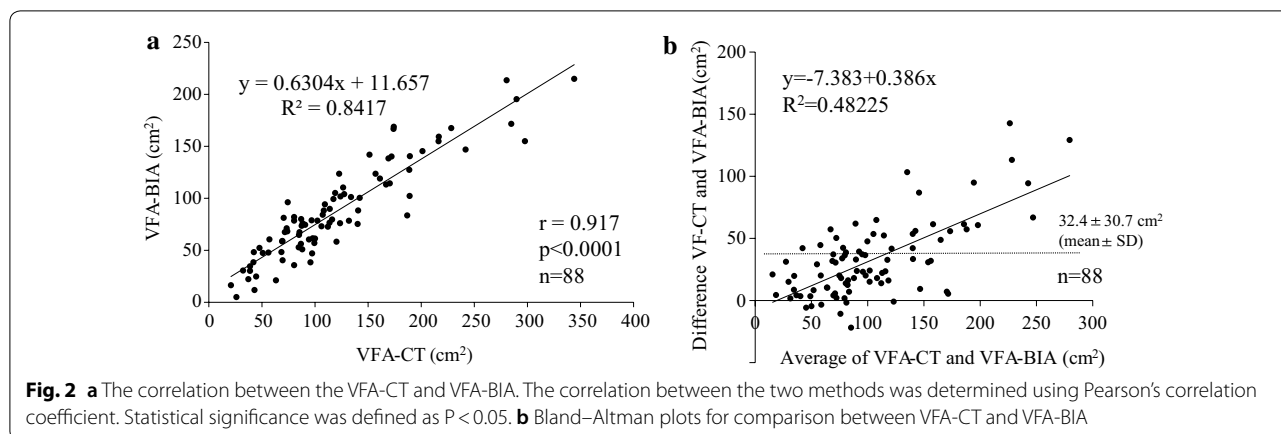 a
250
200
150
100
50
0
VFA-BIA (cm²)
y = 0.6304x + 11.657
R² = 0.8417
r = 0.917
p<0.0001
n=88
0 50 100 150 200 250 300 350 400
VFA-CT (cm²)
b
200
150
100
50
0
-50
Difference VF-CT and VFA-BIA(cm²)
y=-7.383+0.386x
R²=0.48225
32.4 ± 30.7 cm²
(mean± SD)
n=88
0 50 100 150 200 250 300
Average of VFA-CT and VFA-BIA (cm²)
Fig. 2 a The correlation between the VFA-CT and VFA-BIA. The correlation between the two methods was determined using Pearson's correlation
coefficient. Statistical significance was defined as P < 0.05. b Bland–Altman plots for comparison between VFA-CT and VFA-BIA